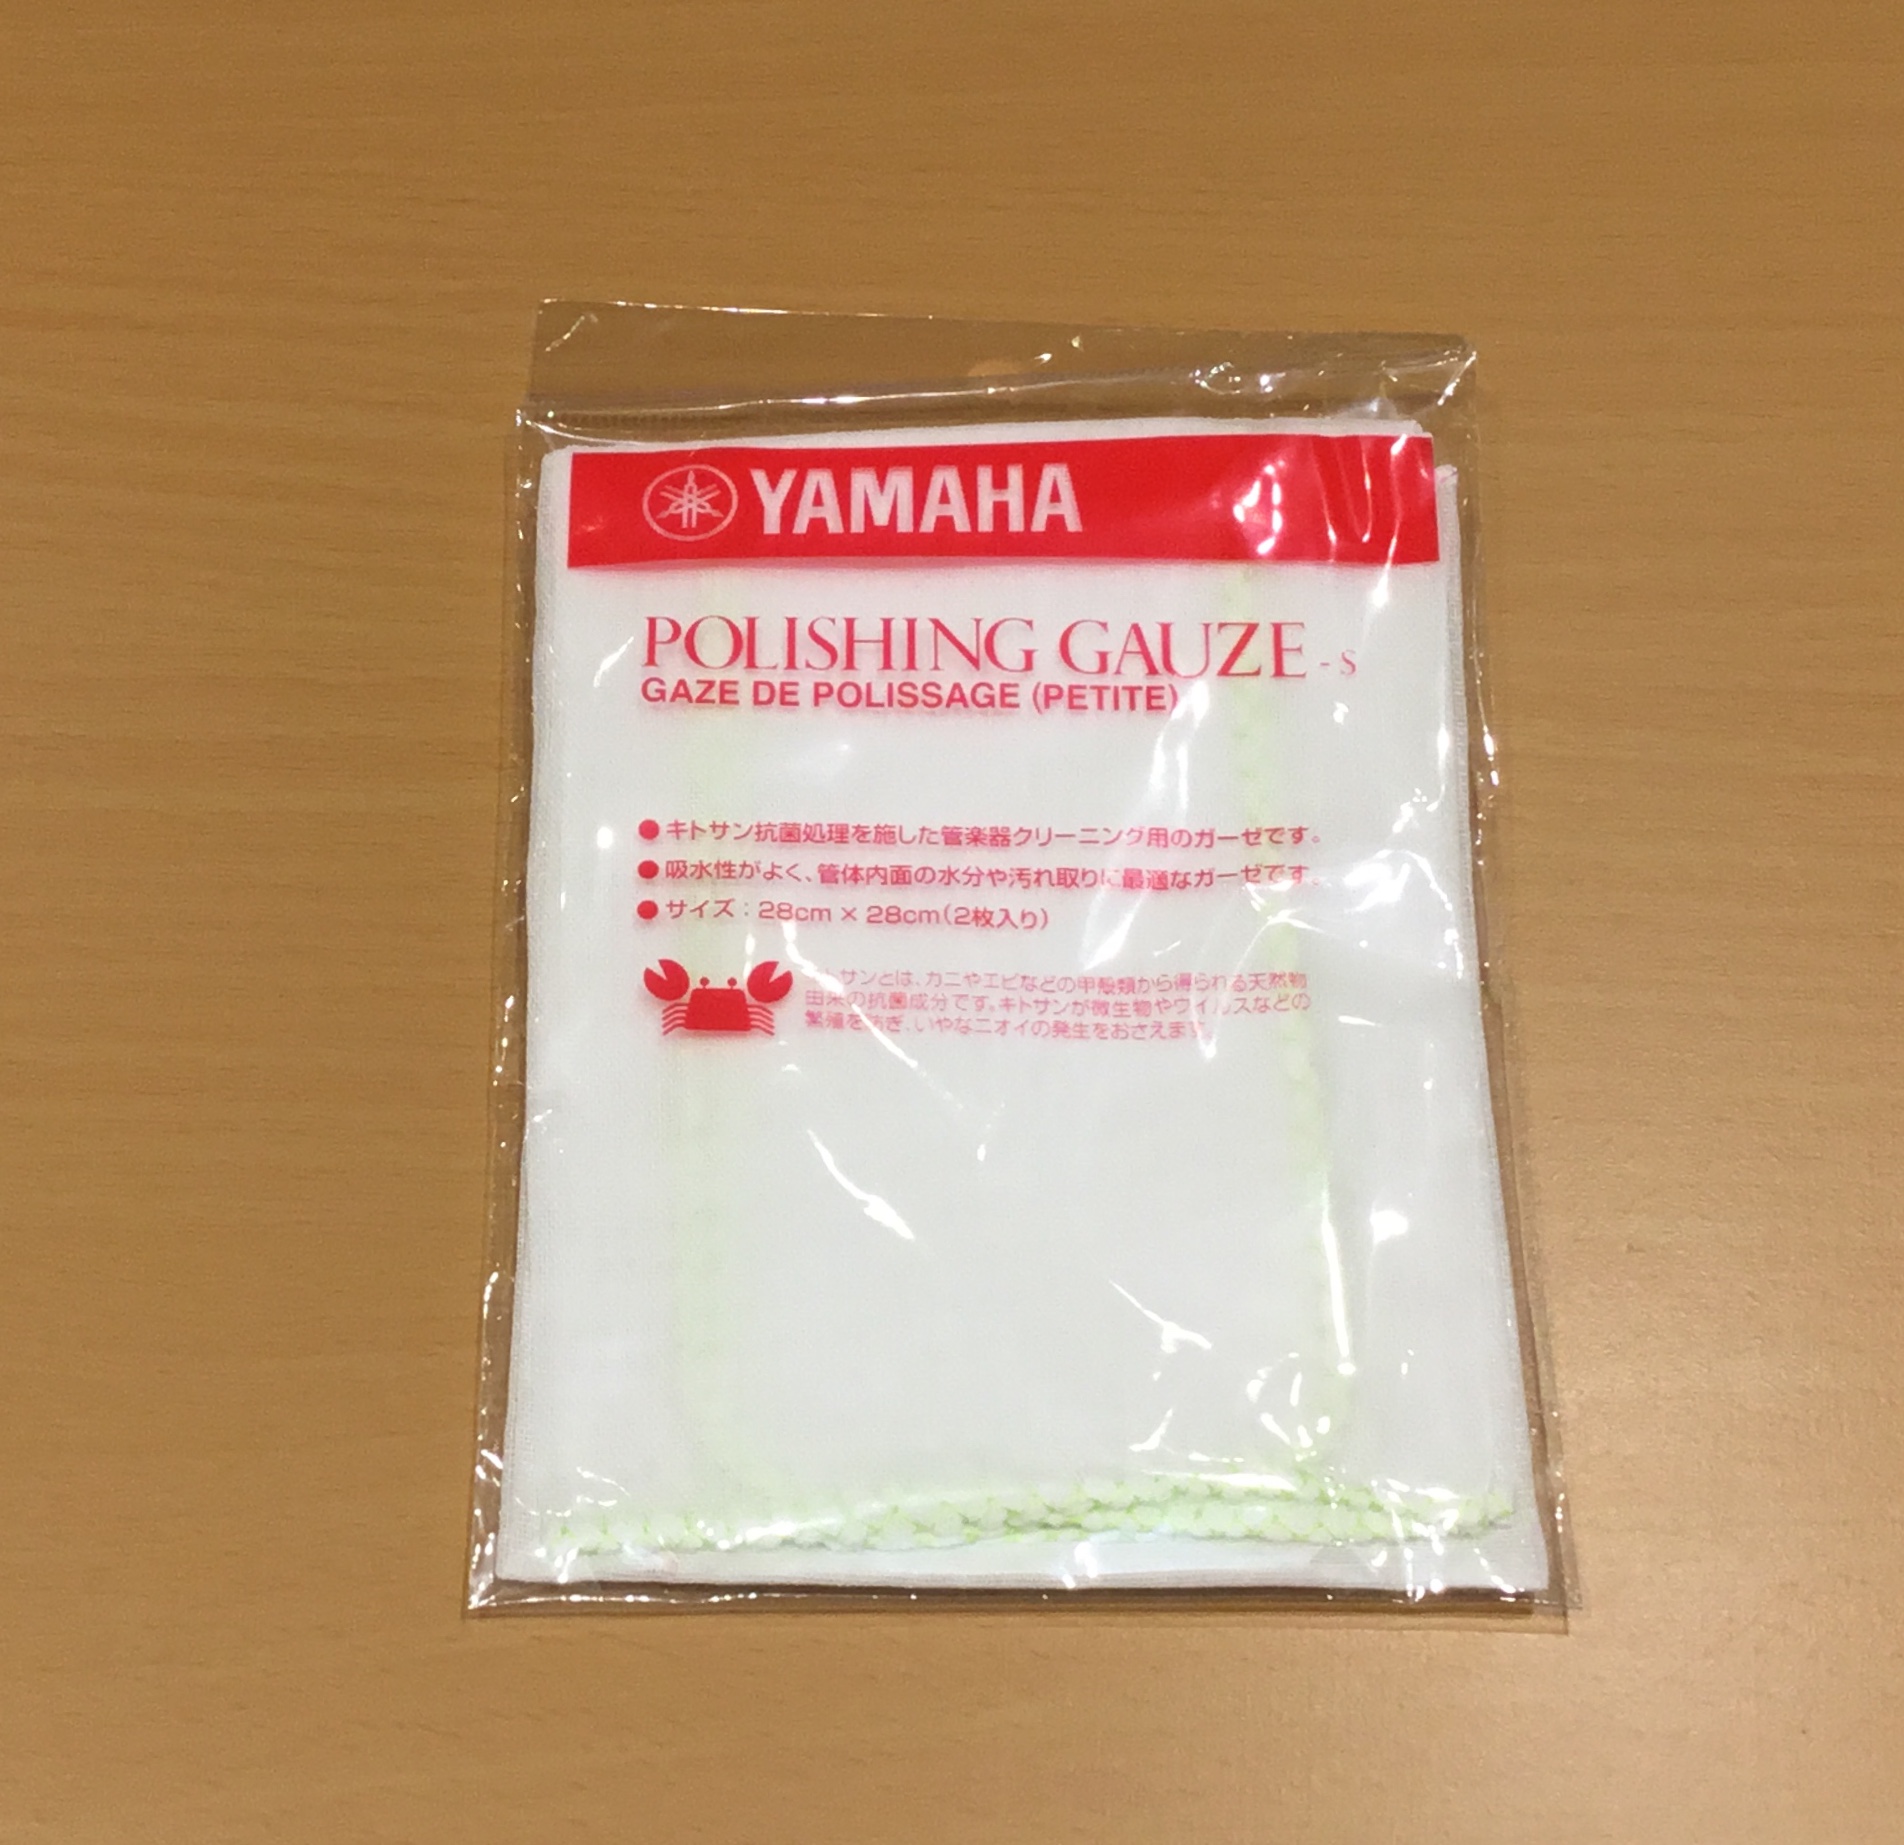 YAMAHA
POLISHING GAUZE - S
GAZE DE POLISSAGE (PETITE)
●キトサン抗菌処理を施した管楽器クリーニング用のガーゼです。
●吸水性がよく、管体内面の水分や汚れ取りに最適なガーゼです。
●サイズ：28cm × 28cm(2枚入り)
キトサンとは、カニやエビなどの甲殻類から得られる天然物
由来の抗菌成分です。キトサンが微生物やウイルスなどの
繁殖を防ぎ、いやなニオイの発生をおさえます。